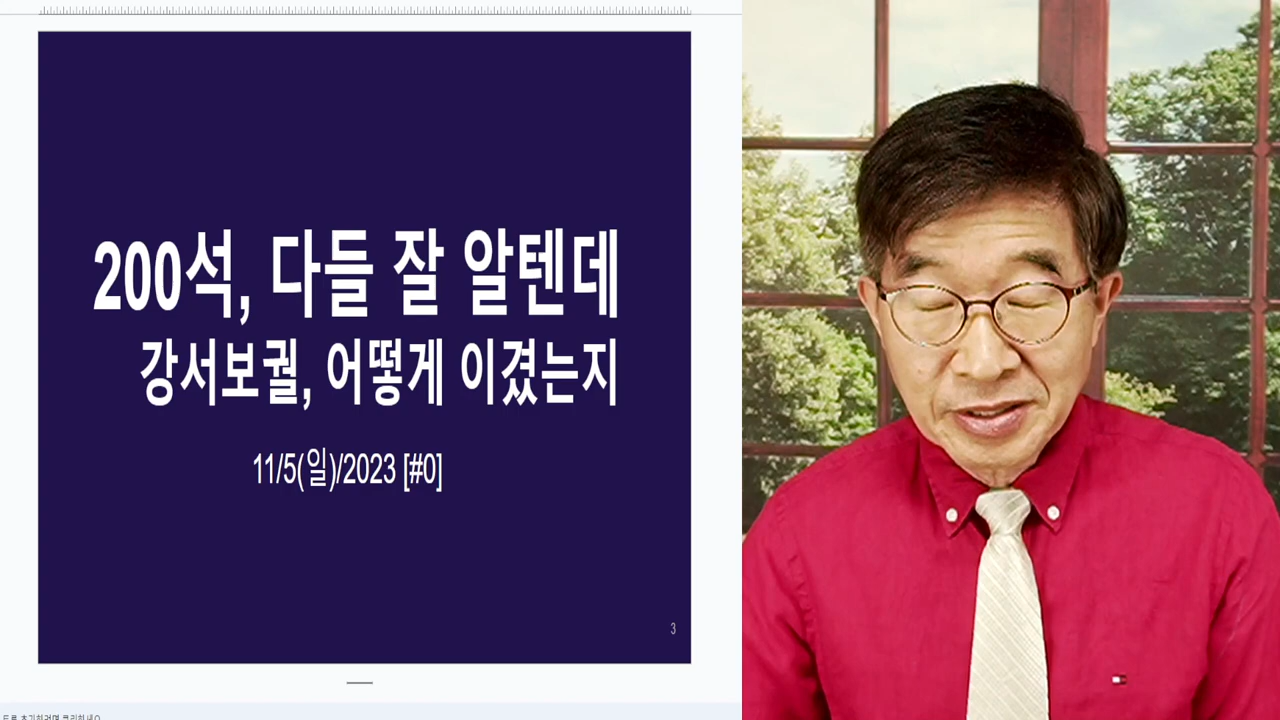 200석, 다들 잘 알텐데
강서보궐, 어떻게 이겼는지
11/5(일)/2023 [#0]
3